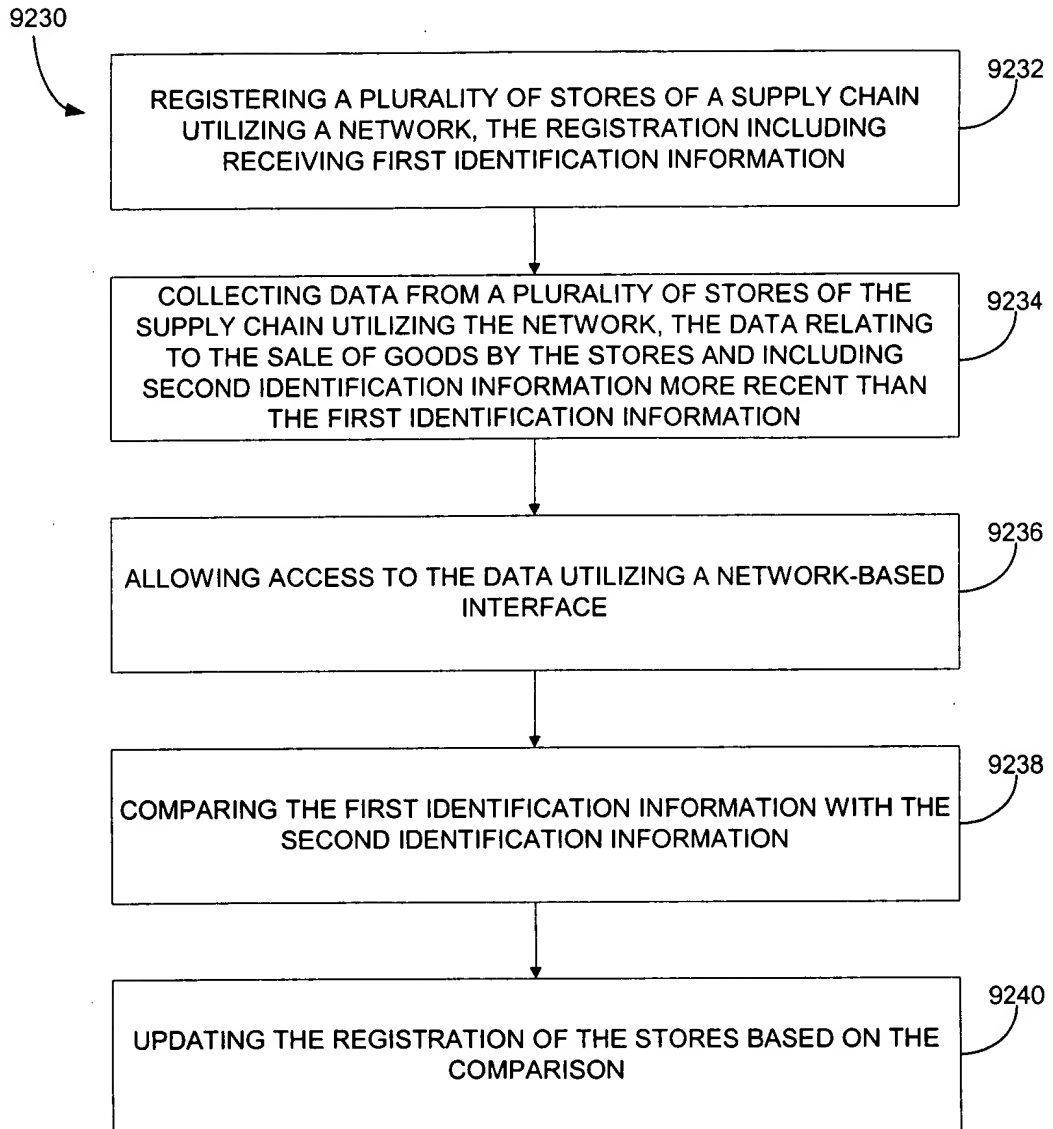 9230
9232
REGISTERING A PLURALITY OF STORES OF A SUPPLY CHAIN
UTILIZING A NETWORK, THE REGISTRATION INCLUDING
RECEIVING FIRST IDENTIFICATION INFORMATION
9234
COLLECTING DATA FROM A PLURALITY OF STORES OF THE
SUPPLY CHAIN UTILIZING THE NETWORK, THE DATA RELATING
TO THE SALE OF GOODS BY THE STORES AND INCLUDING
SECOND IDENTIFICATION INFORMATION MORE RECENT THAN
THE FIRST IDENTIFICATION INFORMATION
9236
ALLOWING ACCESS TO THE DATA UTILIZING A NETWORK-BASED
INTERFACE
9238
COMPARING THE FIRST IDENTIFICATION INFORMATION WITH THE
SECOND IDENTIFICATION INFORMATION
9240
UPDATING THE REGISTRATION OF THE STORES BASED ON THE
COMPARISON